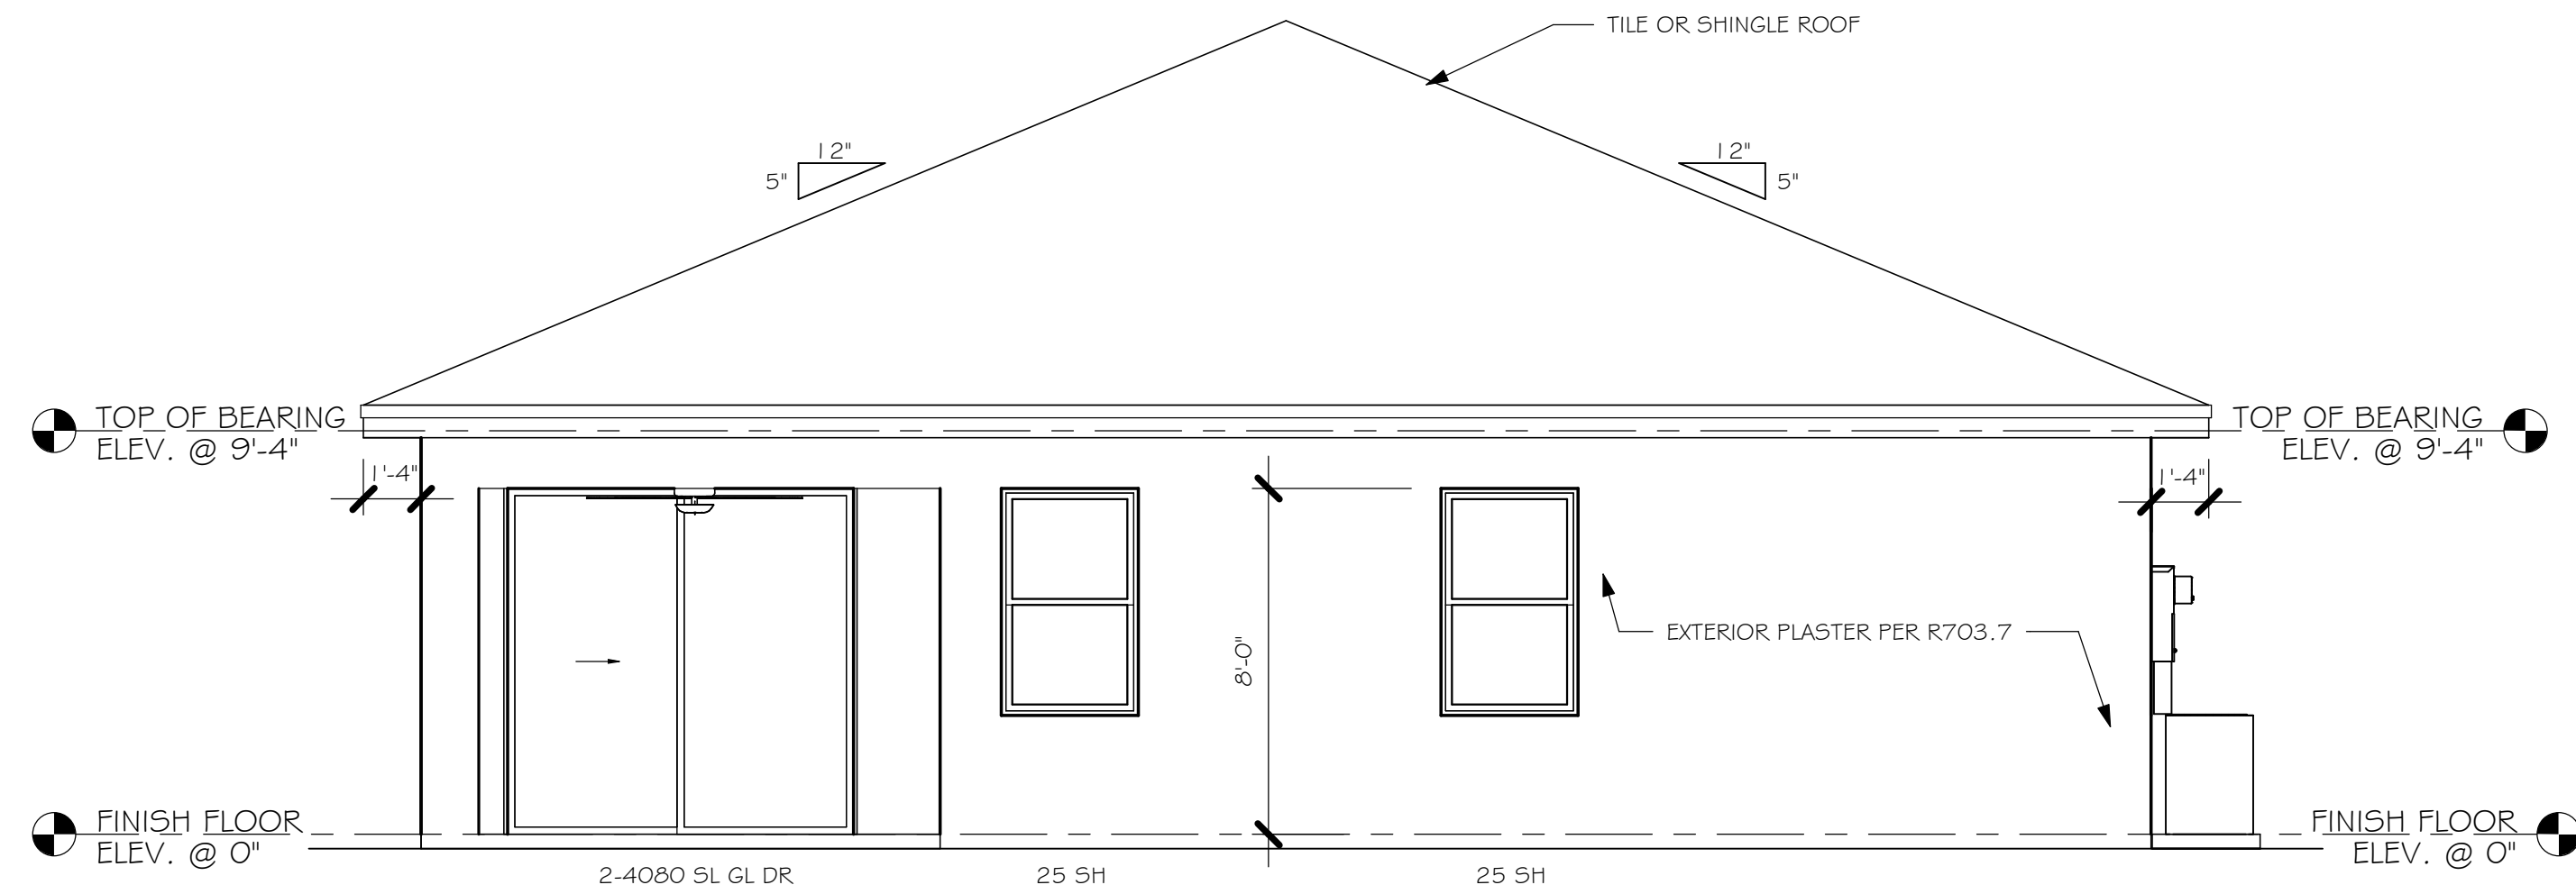 TILE OR SHINGLE ROOF
12"
5"
12"
5"
TOP OF BEARING
ELEV. @ 9'-4"
TOP OF BEARING
ELEV. @ 9'-4"
1'-4"
1'-4"
8'-0"
EXTERIOR PLASTER PER R703.7
FINISH FLOOR
ELEV. @ 0"
FINISH FLOOR
ELEV. @ 0"
2-4080 SL GL DR
25 SH
25 SH